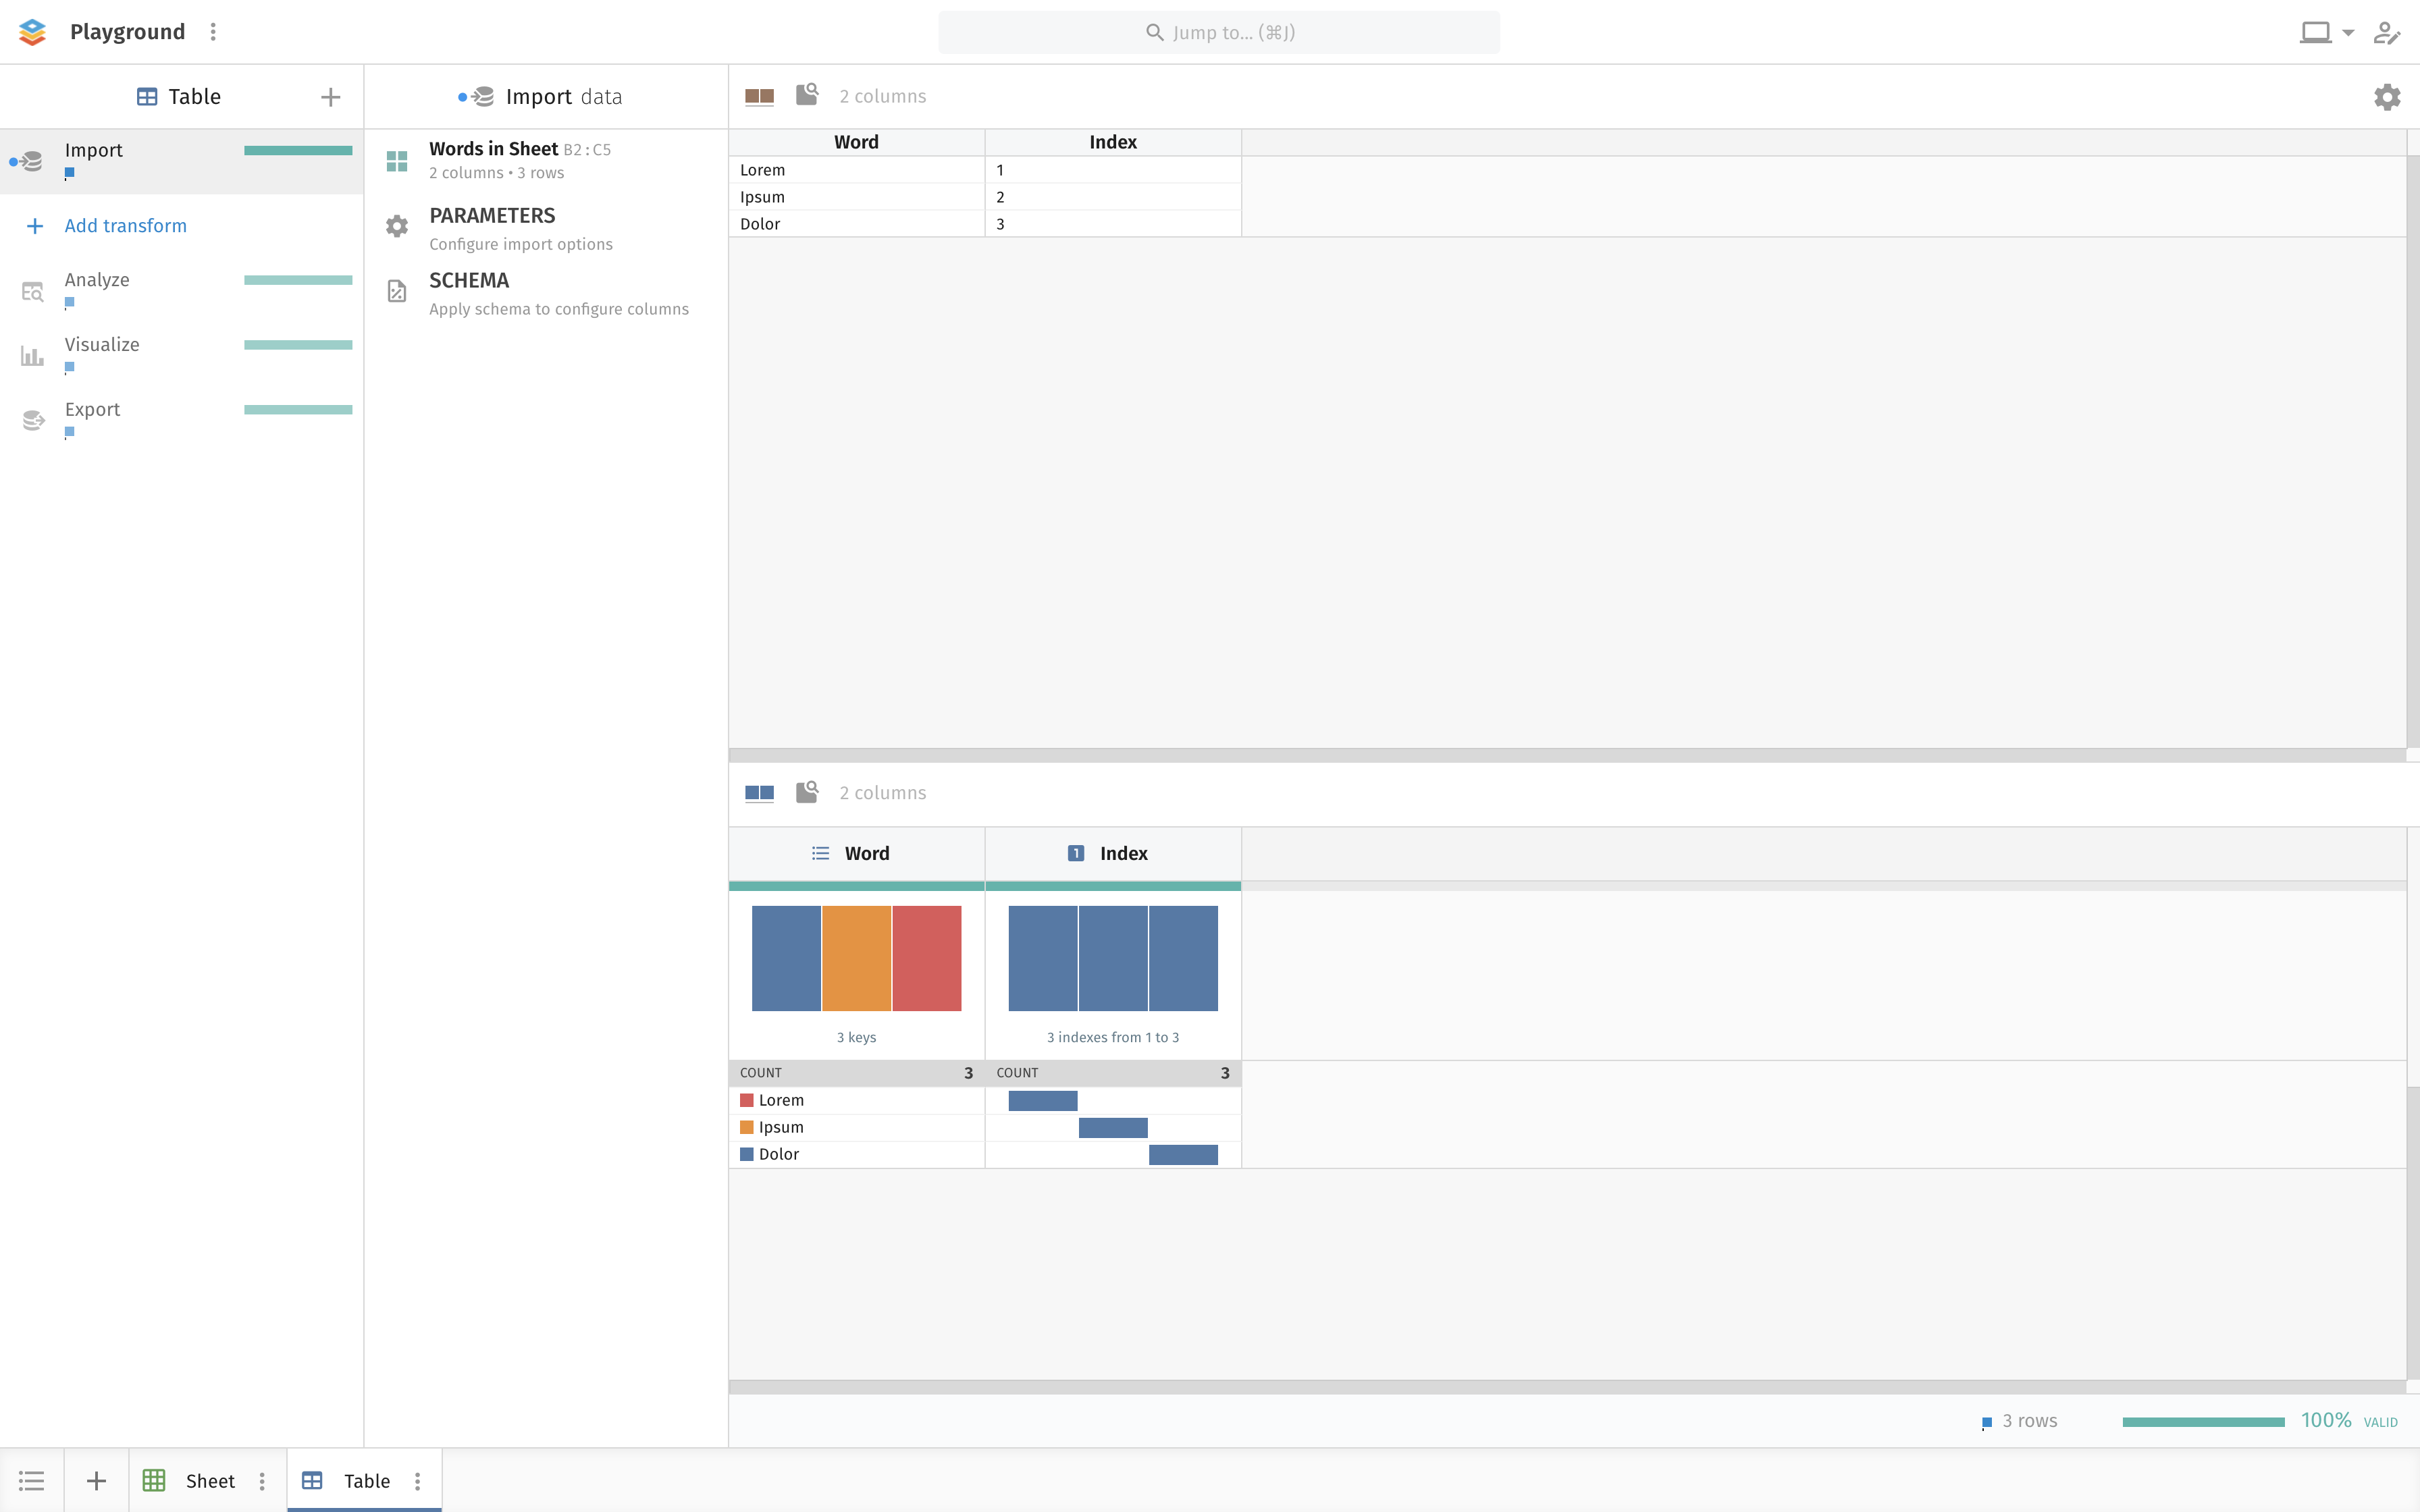 Playground
Jump to... (⌘J)
Table
Import data
2 columns
Import
Add transform
Analyze
Visualize
Export
Words in Sheet B2:C5
2 columns • 3 rows
PARAMETERS
Configure import options
SCHEMA
Apply schema to configure columns
Word Index
Lorem 1
Ipsum 2
Dolor 3
2 columns
1
Word Index
3 keys 3 indexes from 1 to 3
COUNT 3 COUNT 3
Lorem
Ipsum
Dolor
3 rows 100% VALID
Sheet Table